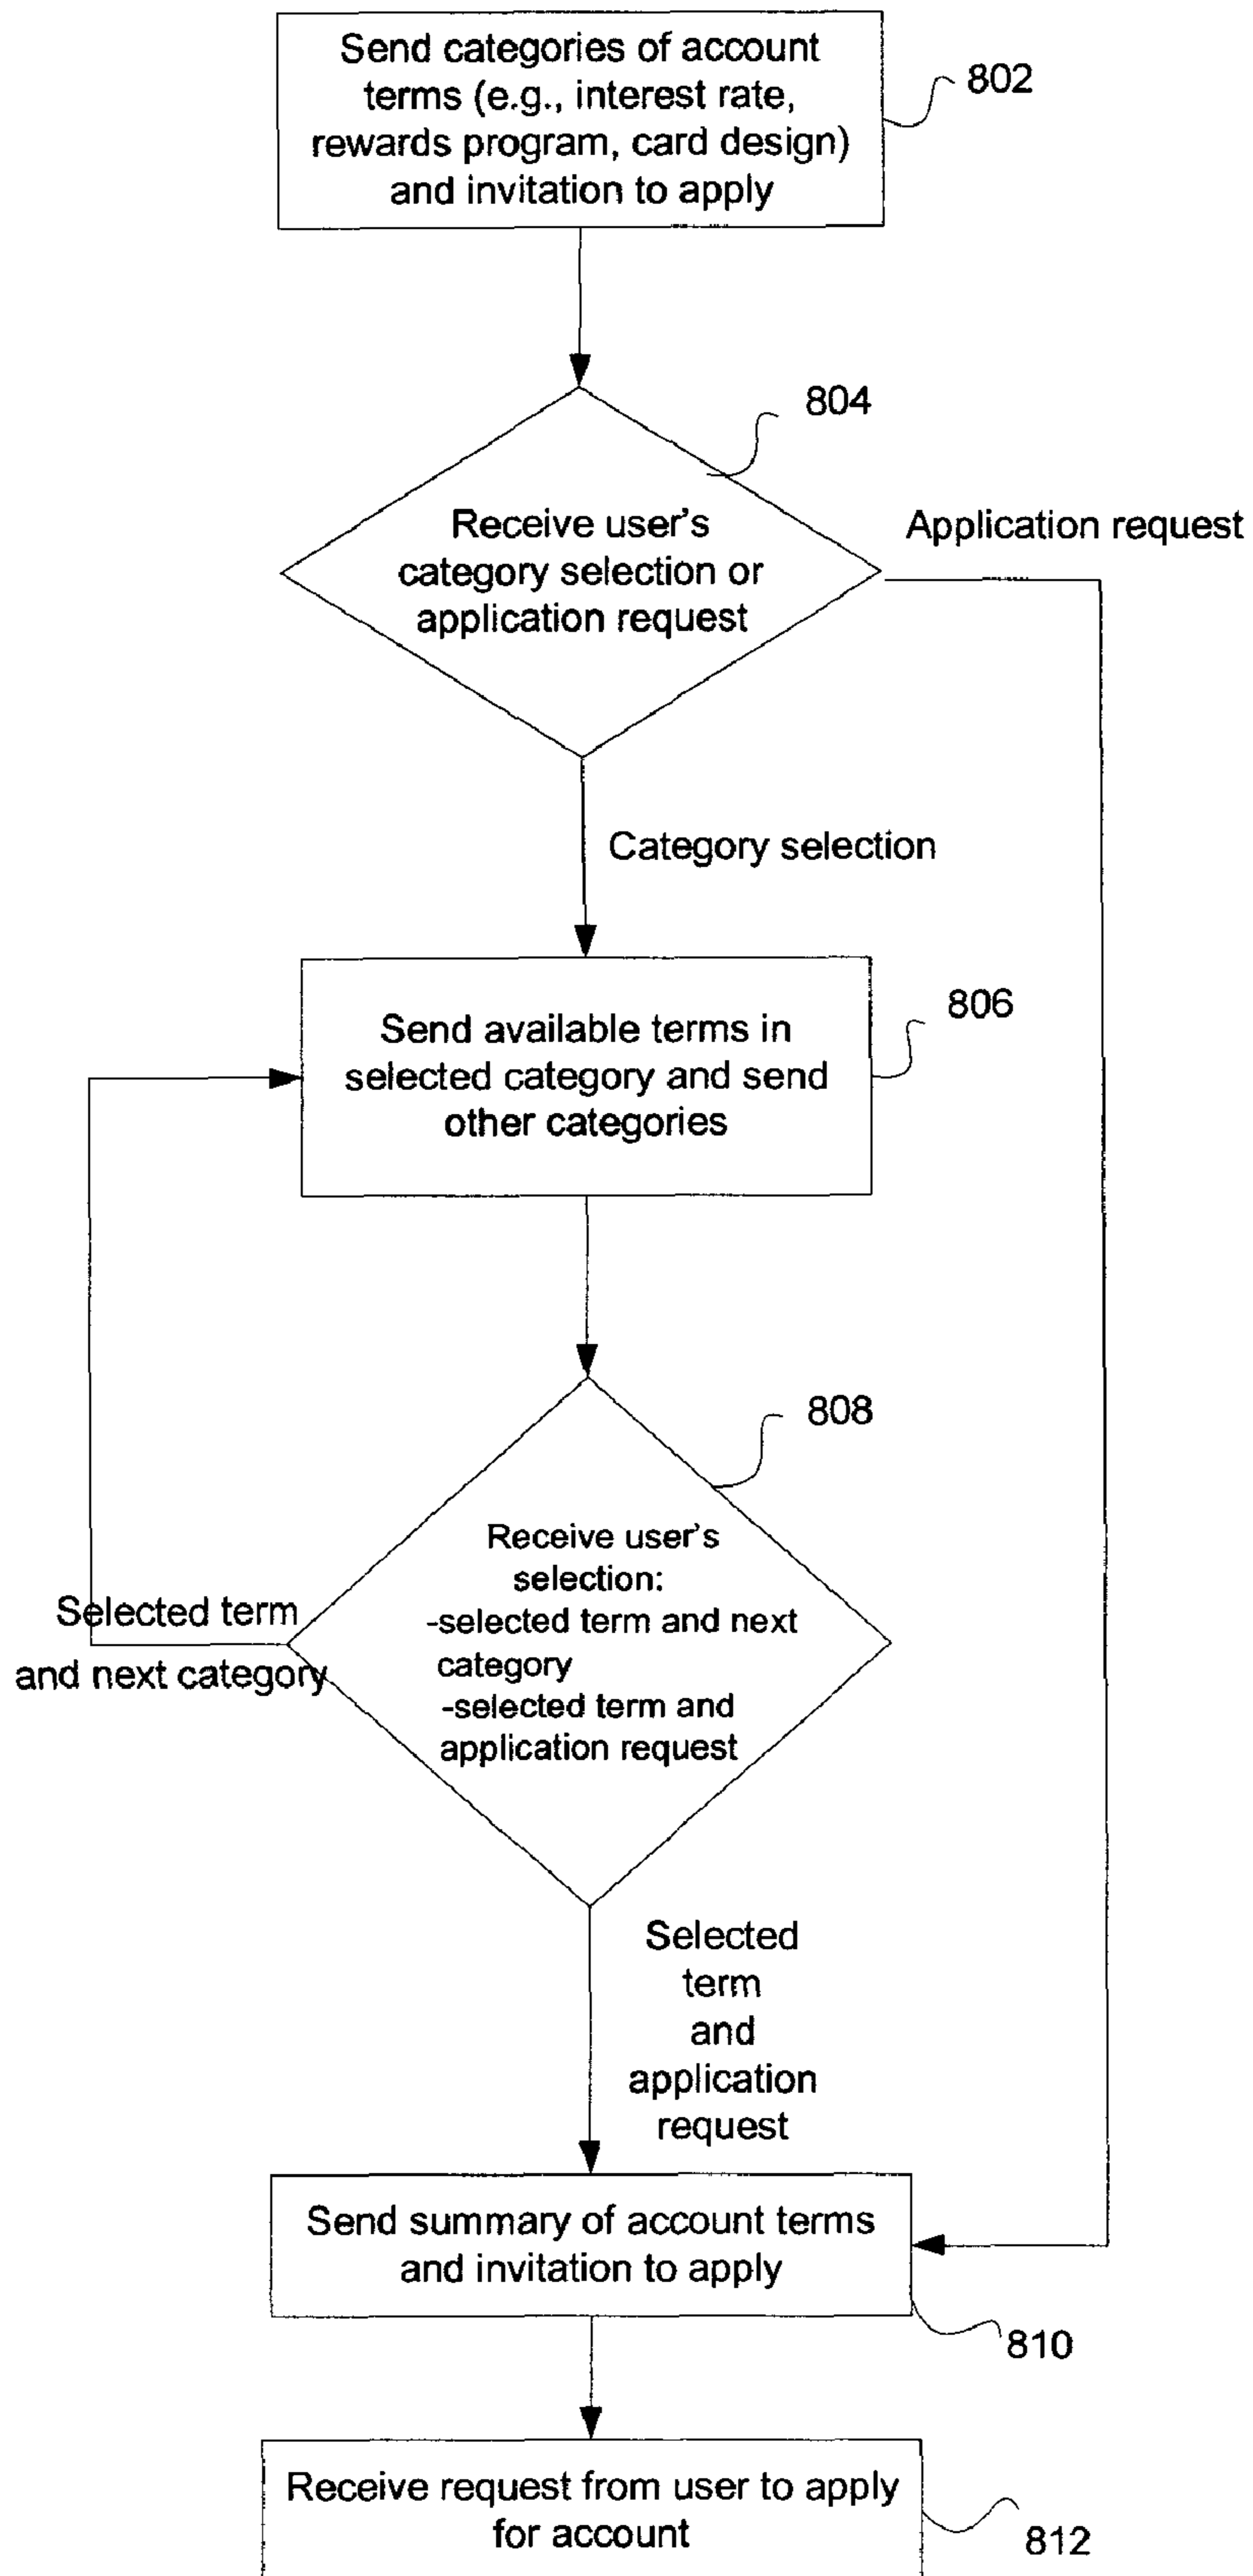 Send categories of account
terms (e.g., interest rate,
rewards program, card design)
and invitation to apply
802
804
Receive user's
category selection or
application request
Application request
Category selection
806
Send available terms in
selected category and send
other categories
808
Receive user's
selection:
-selected term and next
category
-selected term and
application request
Selected term
and next category
Selected
term
and
application
request
Send summary of account terms
and invitation to apply
810
Receive request from user to apply
for account
812